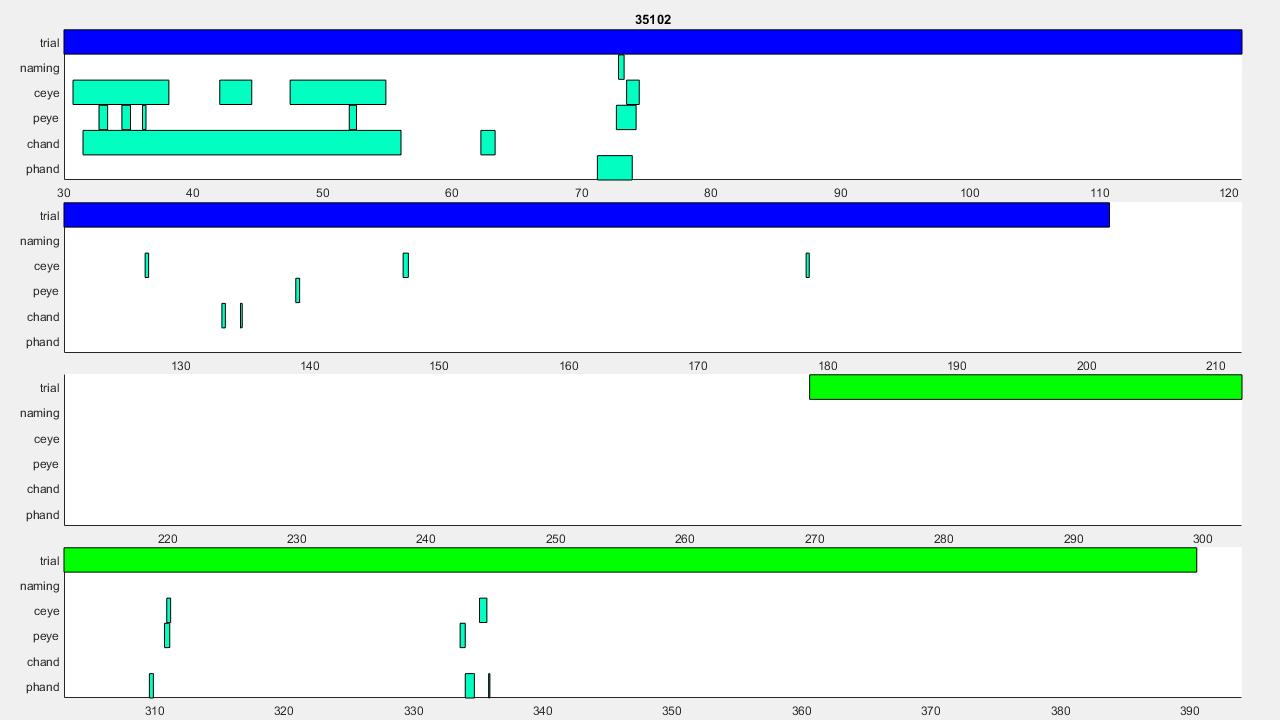 35102
trial
naming
ceye
peye
chand
phand
30 40 50 60 70 80 90 100 110 120
trial
naming
ceye
peye
chand
phand
130 140 150 160 170 180 190 200 210
trial
naming
ceye
peye
chand
phand
220 230 240 250 260 270 280 290 300
trial
naming
ceye
peye
chand
phand
310 320 330 340 350 360 370 380 390